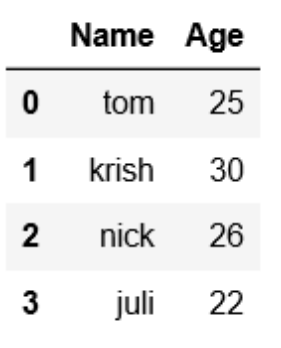 Name Age
0 tom 25
1 krish 30
2 nick 26
3 juli 22